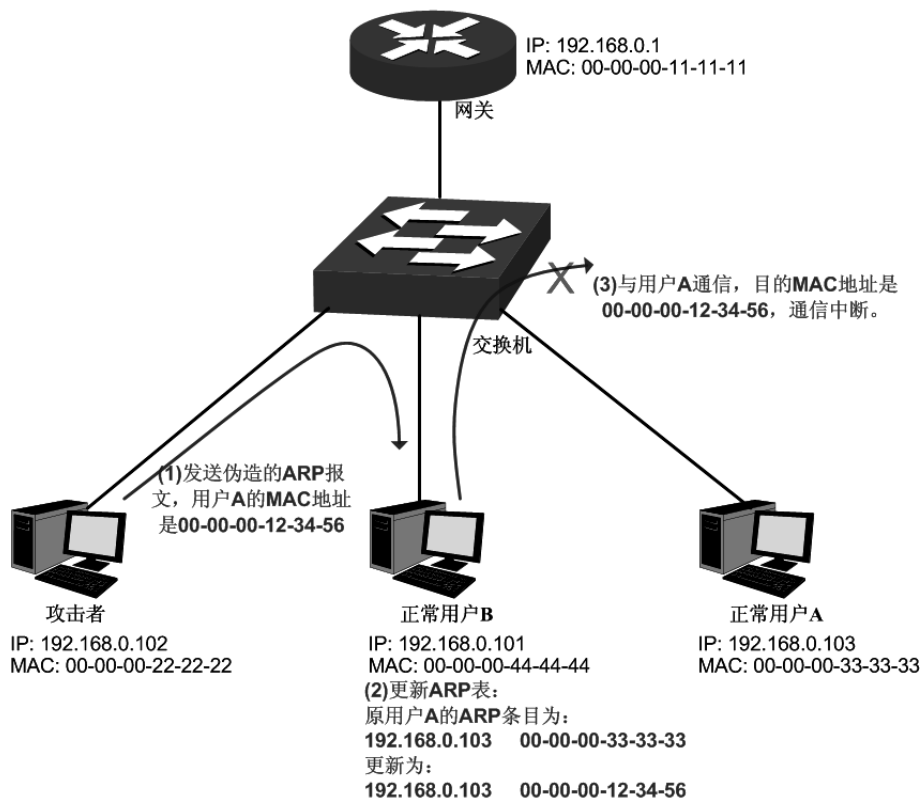 IP: 192.168.0.1
MAC: 00-00-00-11-11-11
网关
(3)与用户A通信，目的MAC地址是
00-00-00-12-34-56，通信中断。
交换机
(1)发送伪造的ARP报
文，用户A的MAC地址
是00-00-00-12-34-56
攻击者
IP: 192.168.0.102
MAC: 00-00-00-22-22-22
正常用户B
IP: 192.168.0.101
MAC: 00-00-00-44-44-44
(2)更新ARP表：
原用户A的ARP条目为：
192.168.0.103 00-00-00-33-33-33
更新为：
192.168.0.103 00-00-00-12-34-56
正常用户A
IP: 192.168.0.103
MAC: 00-00-00-33-33-33